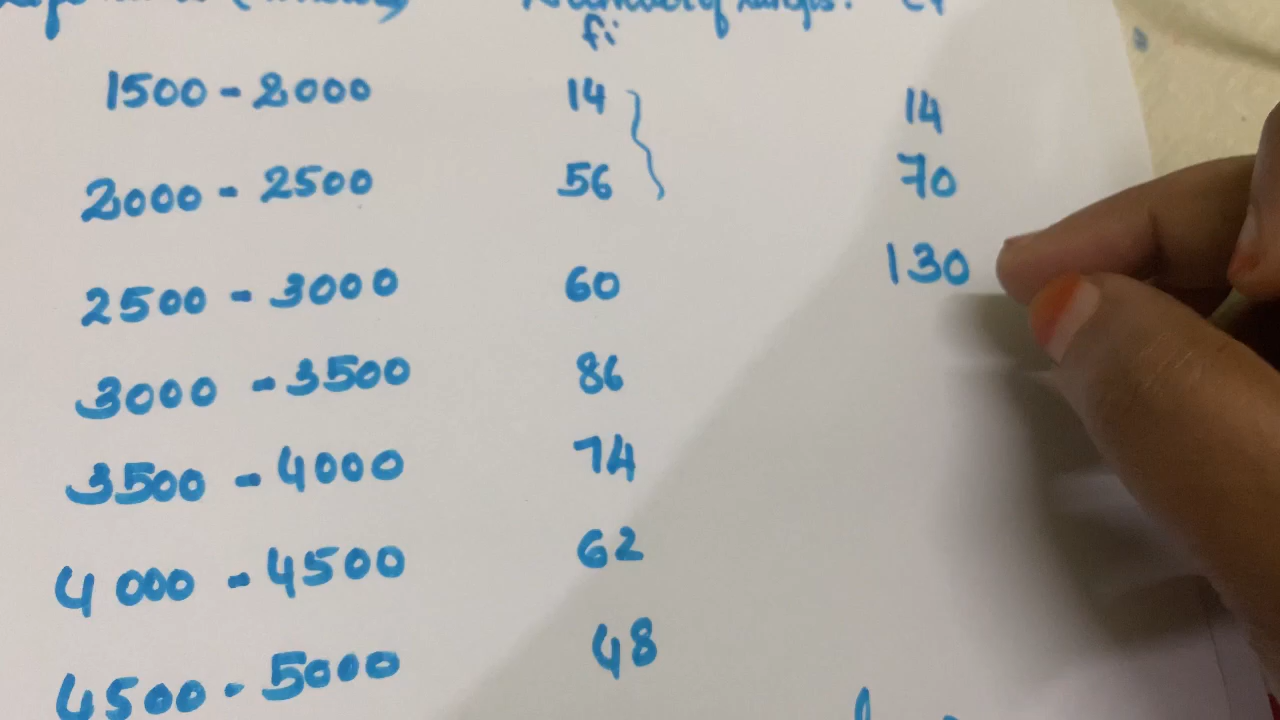 fi
1500 - 2000 14 14
2000 - 2500 56 70
2500 - 3000 60 130
3000 - 3500 86
3500 - 4000 74
4000 - 4500 62
4500 - 5000 48